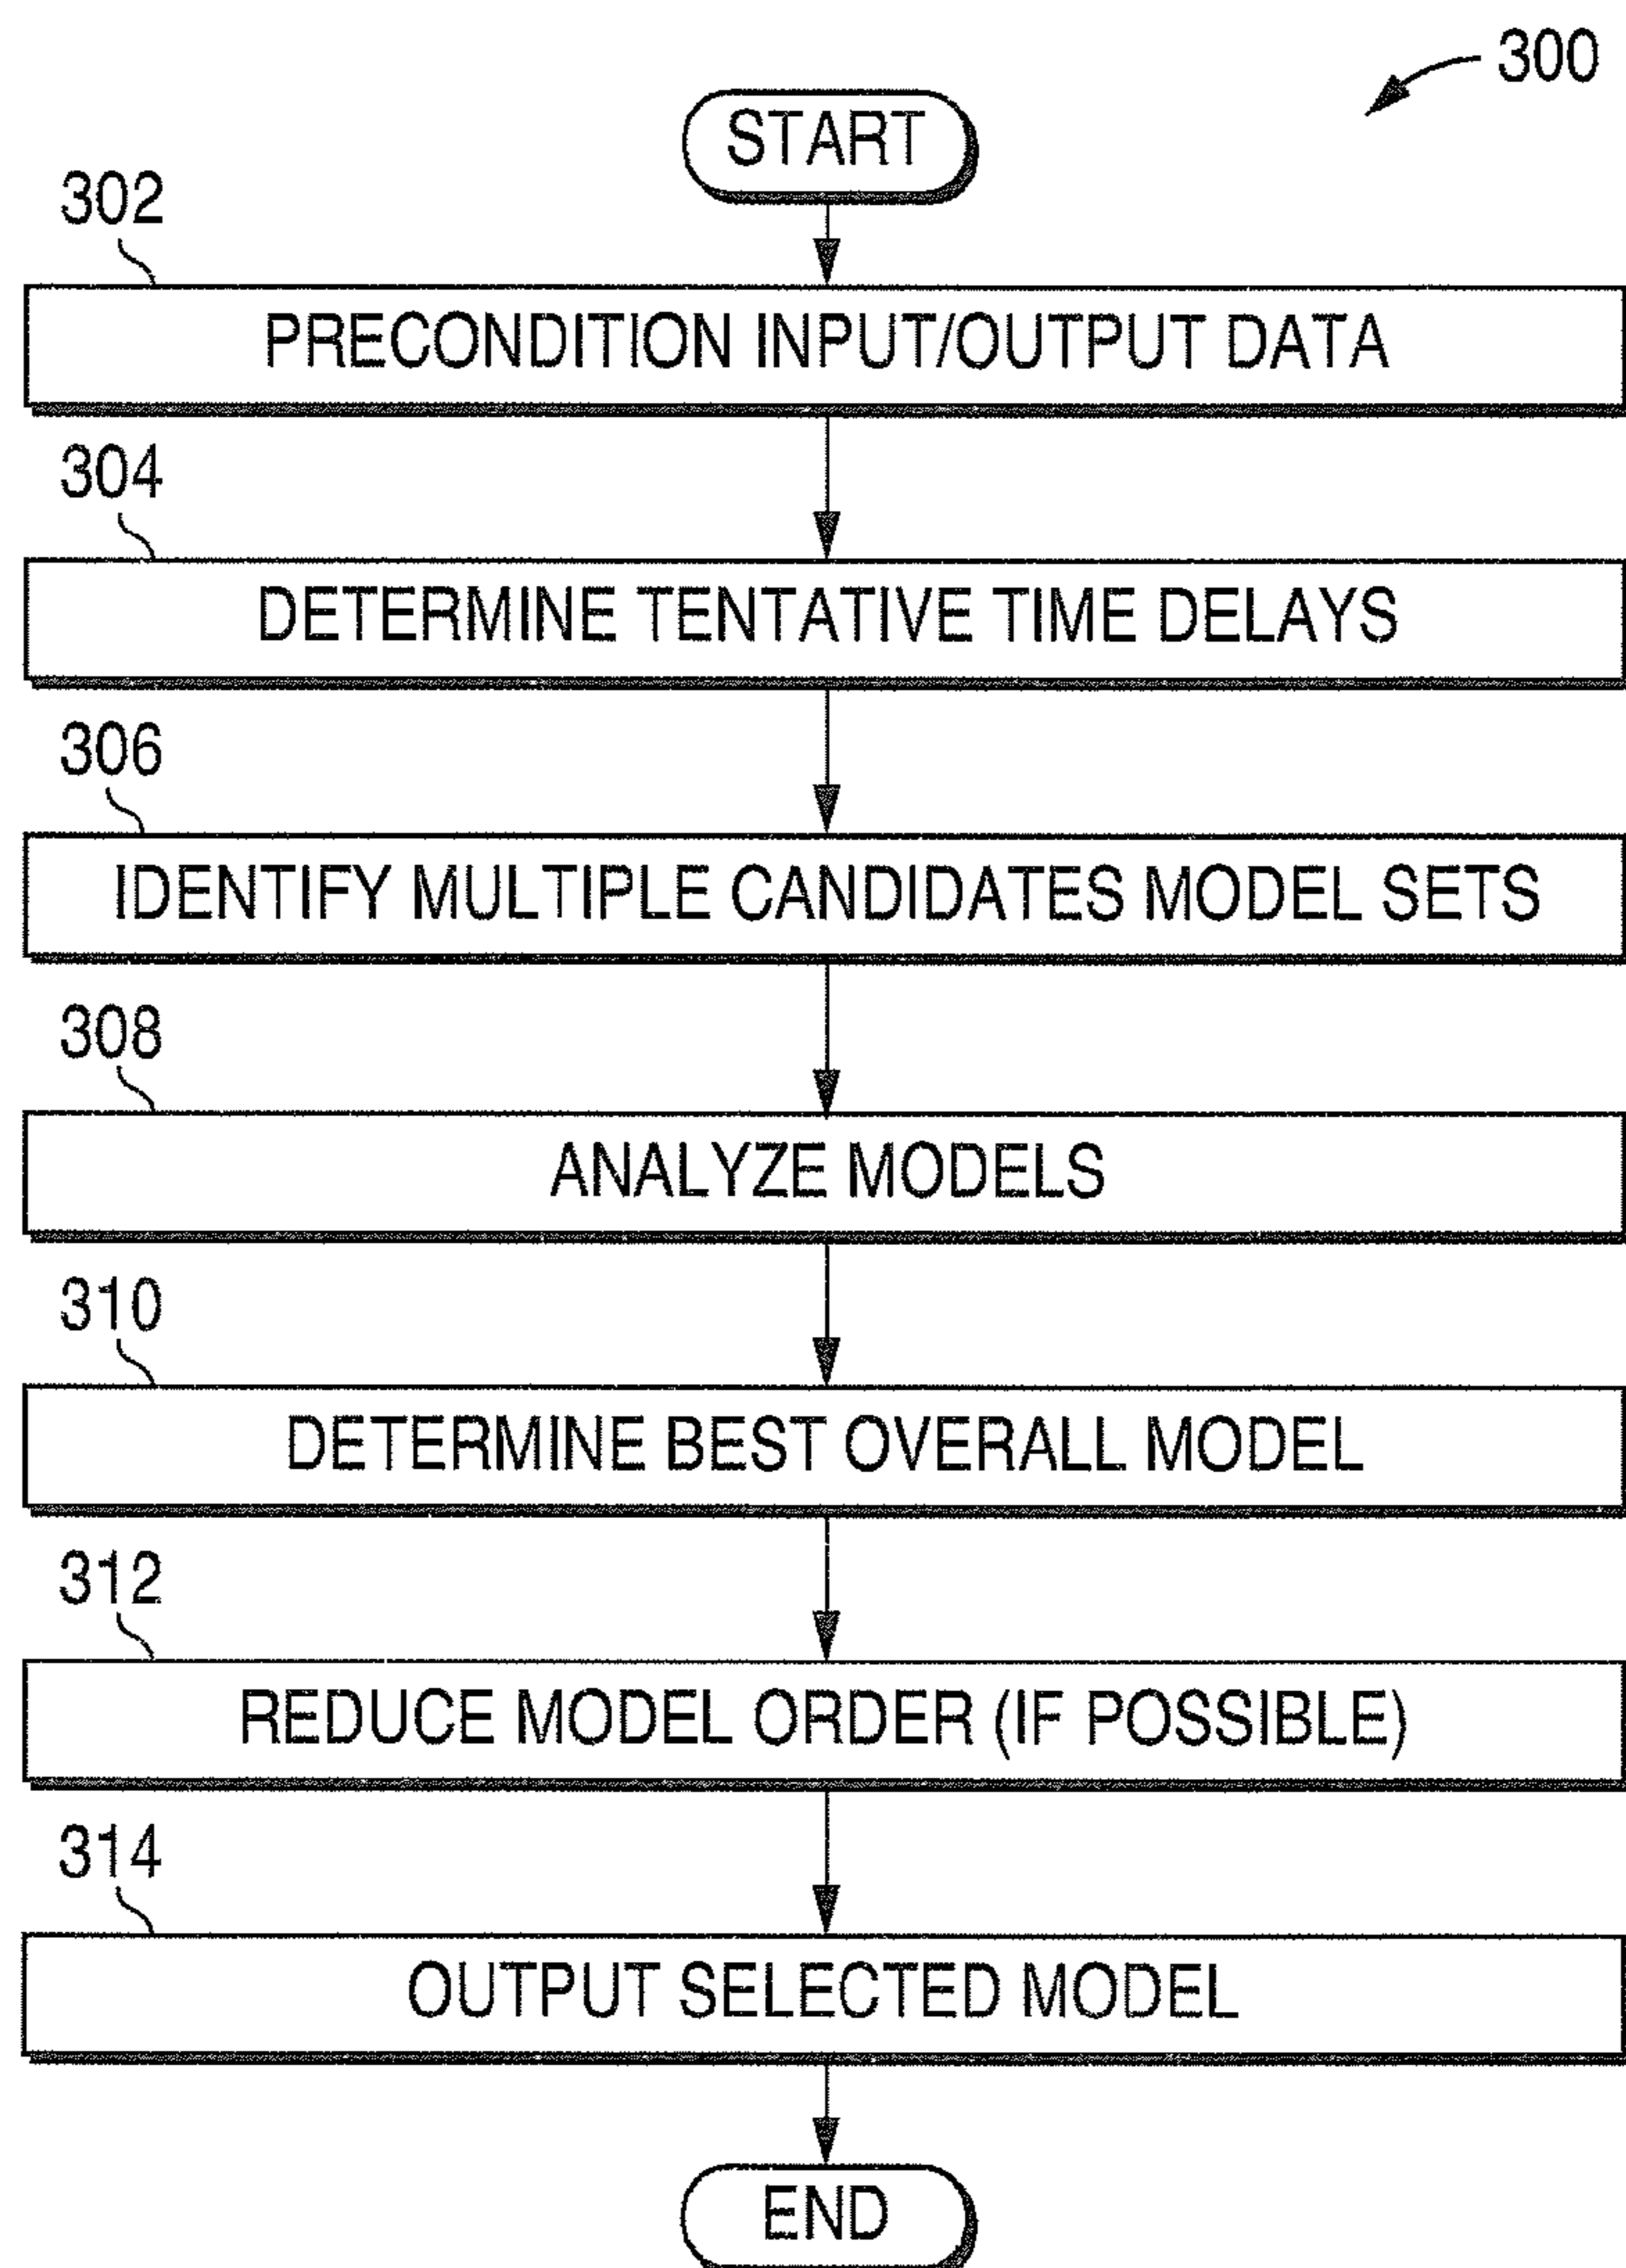 300
START
302
PRECONDITION INPUT/OUTPUT DATA
304
DETERMINE TENTATIVE TIME DELAYS
306
IDENTIFY MULTIPLE CANDIDATES MODEL SETS
308
ANALYZE MODELS
310
DETERMINE BEST OVERALL MODEL
312
REDUCE MODEL ORDER (IF POSSIBLE)
314
OUTPUT SELECTED MODEL
END